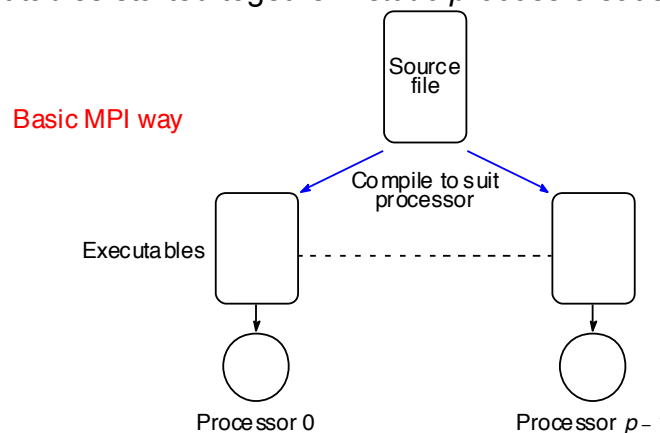 Source
file
Basic MPI way
Compile to suit
processor
Executables
Processor 0
Processor p –